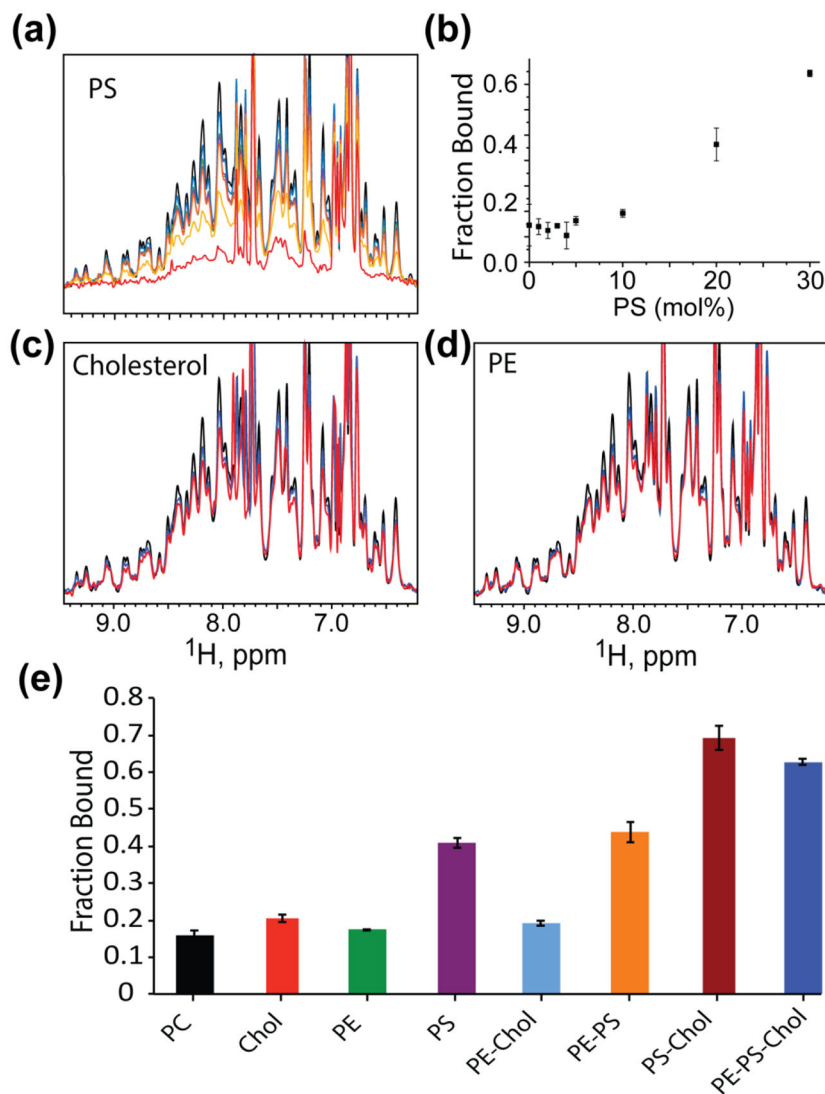 (a)
PS
(b)
Fraction Bound
0.6
0.4
0.2
0.0
0
10
20
30
PS (mol%)
(c)
Cholesterol
9.0
8.0
7.0
¹H, ppm
(d)
PE
9.0
8.0
7.0
¹H, ppm
(e)
Fraction Bound
0.8
0.7
0.6
0.5
0.4
0.3
0.2
0.1
0
PC
Chol
PE
PS
PE-Chol
PE-PS
PS-Chol
PE-PS-Chol